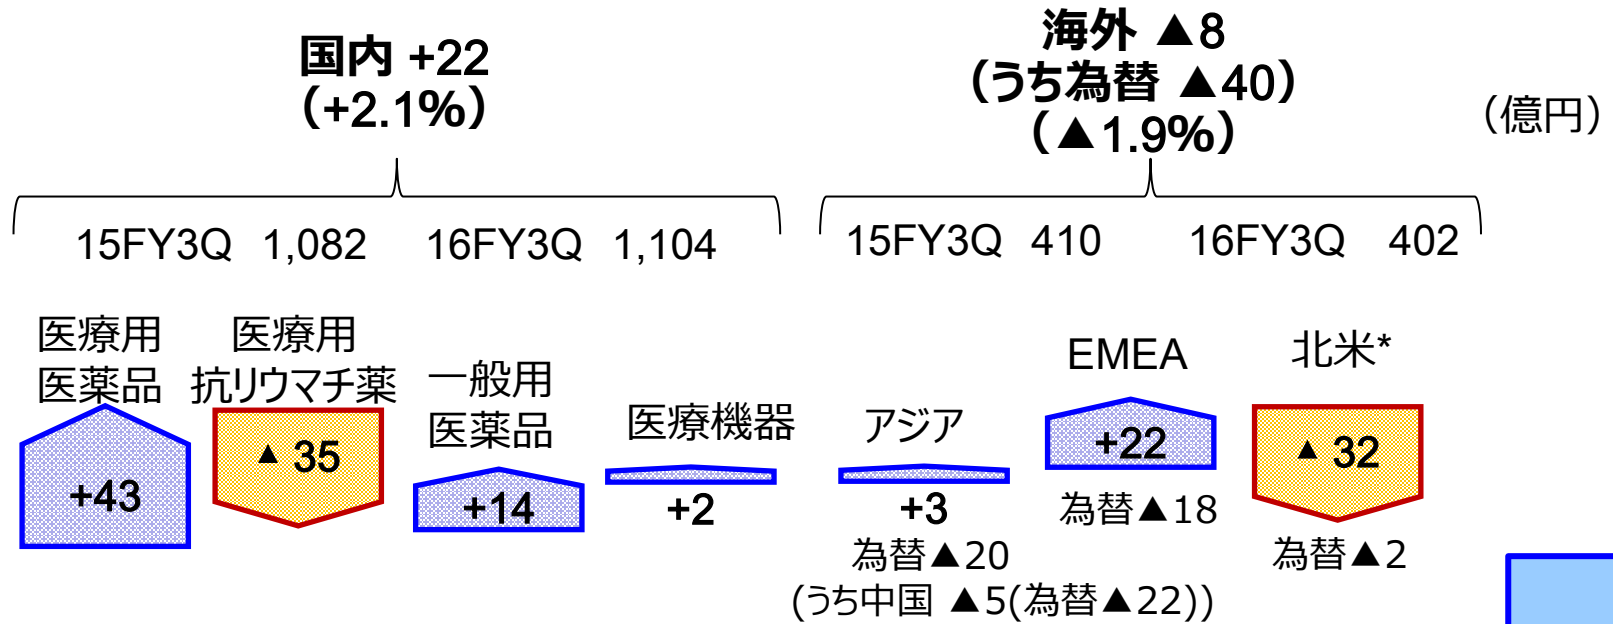 国内 +22
(+2.1%)
海外 ▲8
(うち為替 ▲40)
(▲1.9%)
(億円)
15FY3Q 1,082 16FY3Q 1,104
15FY3Q 410 16FY3Q 402
医療用
医薬品
+43
医療用
抗リウマチ薬
▲ 35
一般用
医薬品
+14
医療機器
+2
アジア
+3
為替▲20
(うち中国 ▲5(為替▲22))
EMEA
+22
為替▲18
北米*
▲ 32
為替▲2